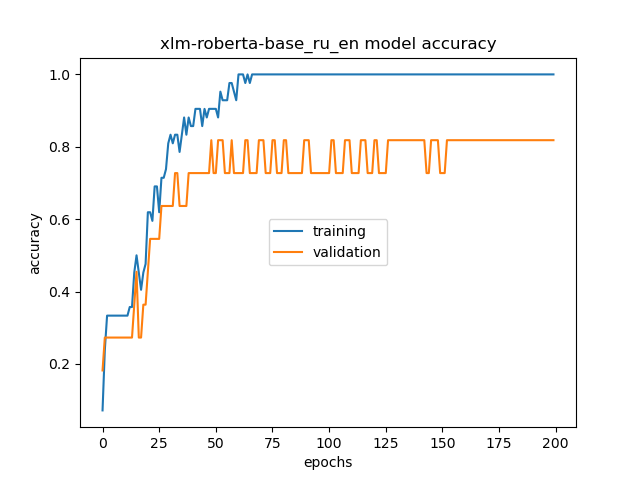 xlm-roberta-base_ru_en model accuracy
1.0
0.8
0.6
0.4
0.2
accuracy
training
validation
0 25 50 75 100 125 150 175 200
epochs